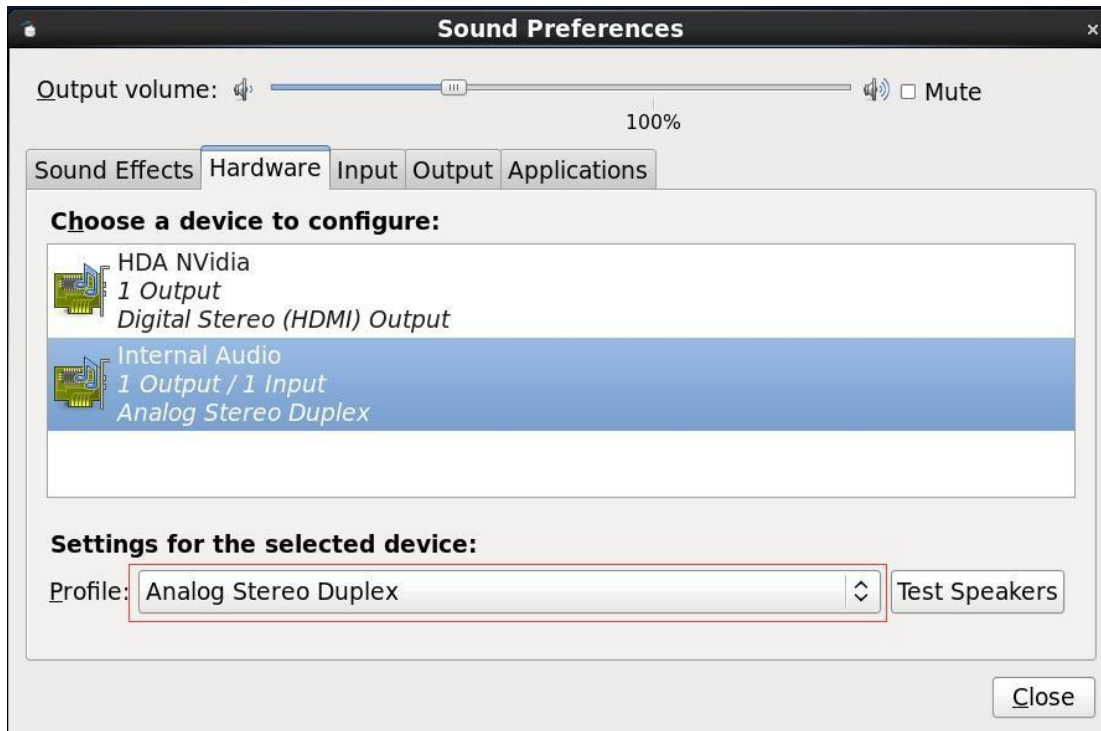 Sound Preferences
Output volume: Mute
100%
Sound Effects Hardware Input Output Applications
Choose a device to configure:
HDA NVidia
1 Output
Digital Stereo (HDMI) Output
Internal Audio
1 Output / 1 Input
Analog Stereo Duplex
Settings for the selected device:
Profile: Analog Stereo Duplex Test Speakers
Close